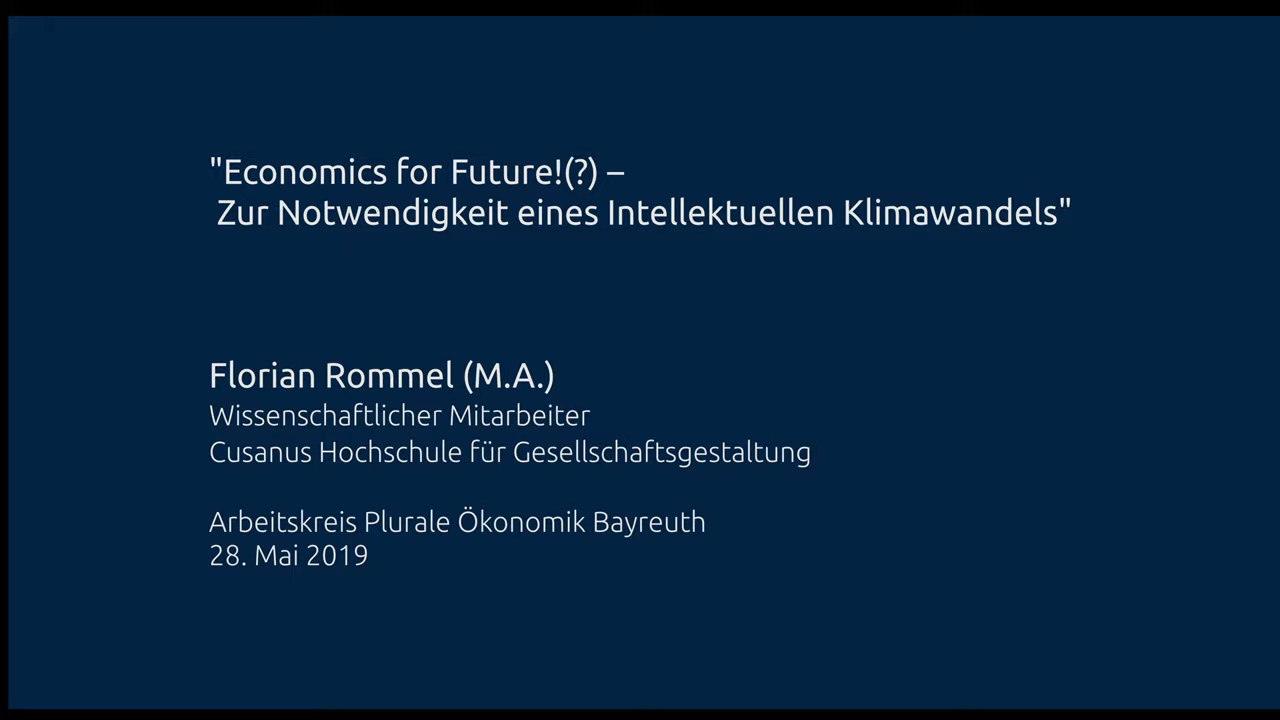 "Economics for Future!(?) –
Zur Notwendigkeit eines Intellektuellen Klimawandels"
Florian Rommel (M.A.)
Wissenschaftlicher Mitarbeiter
Cusanus Hochschule für Gesellschaftsgestaltung
Arbeitskreis Plurale Ökonomik Bayreuth
28. Mai 2019